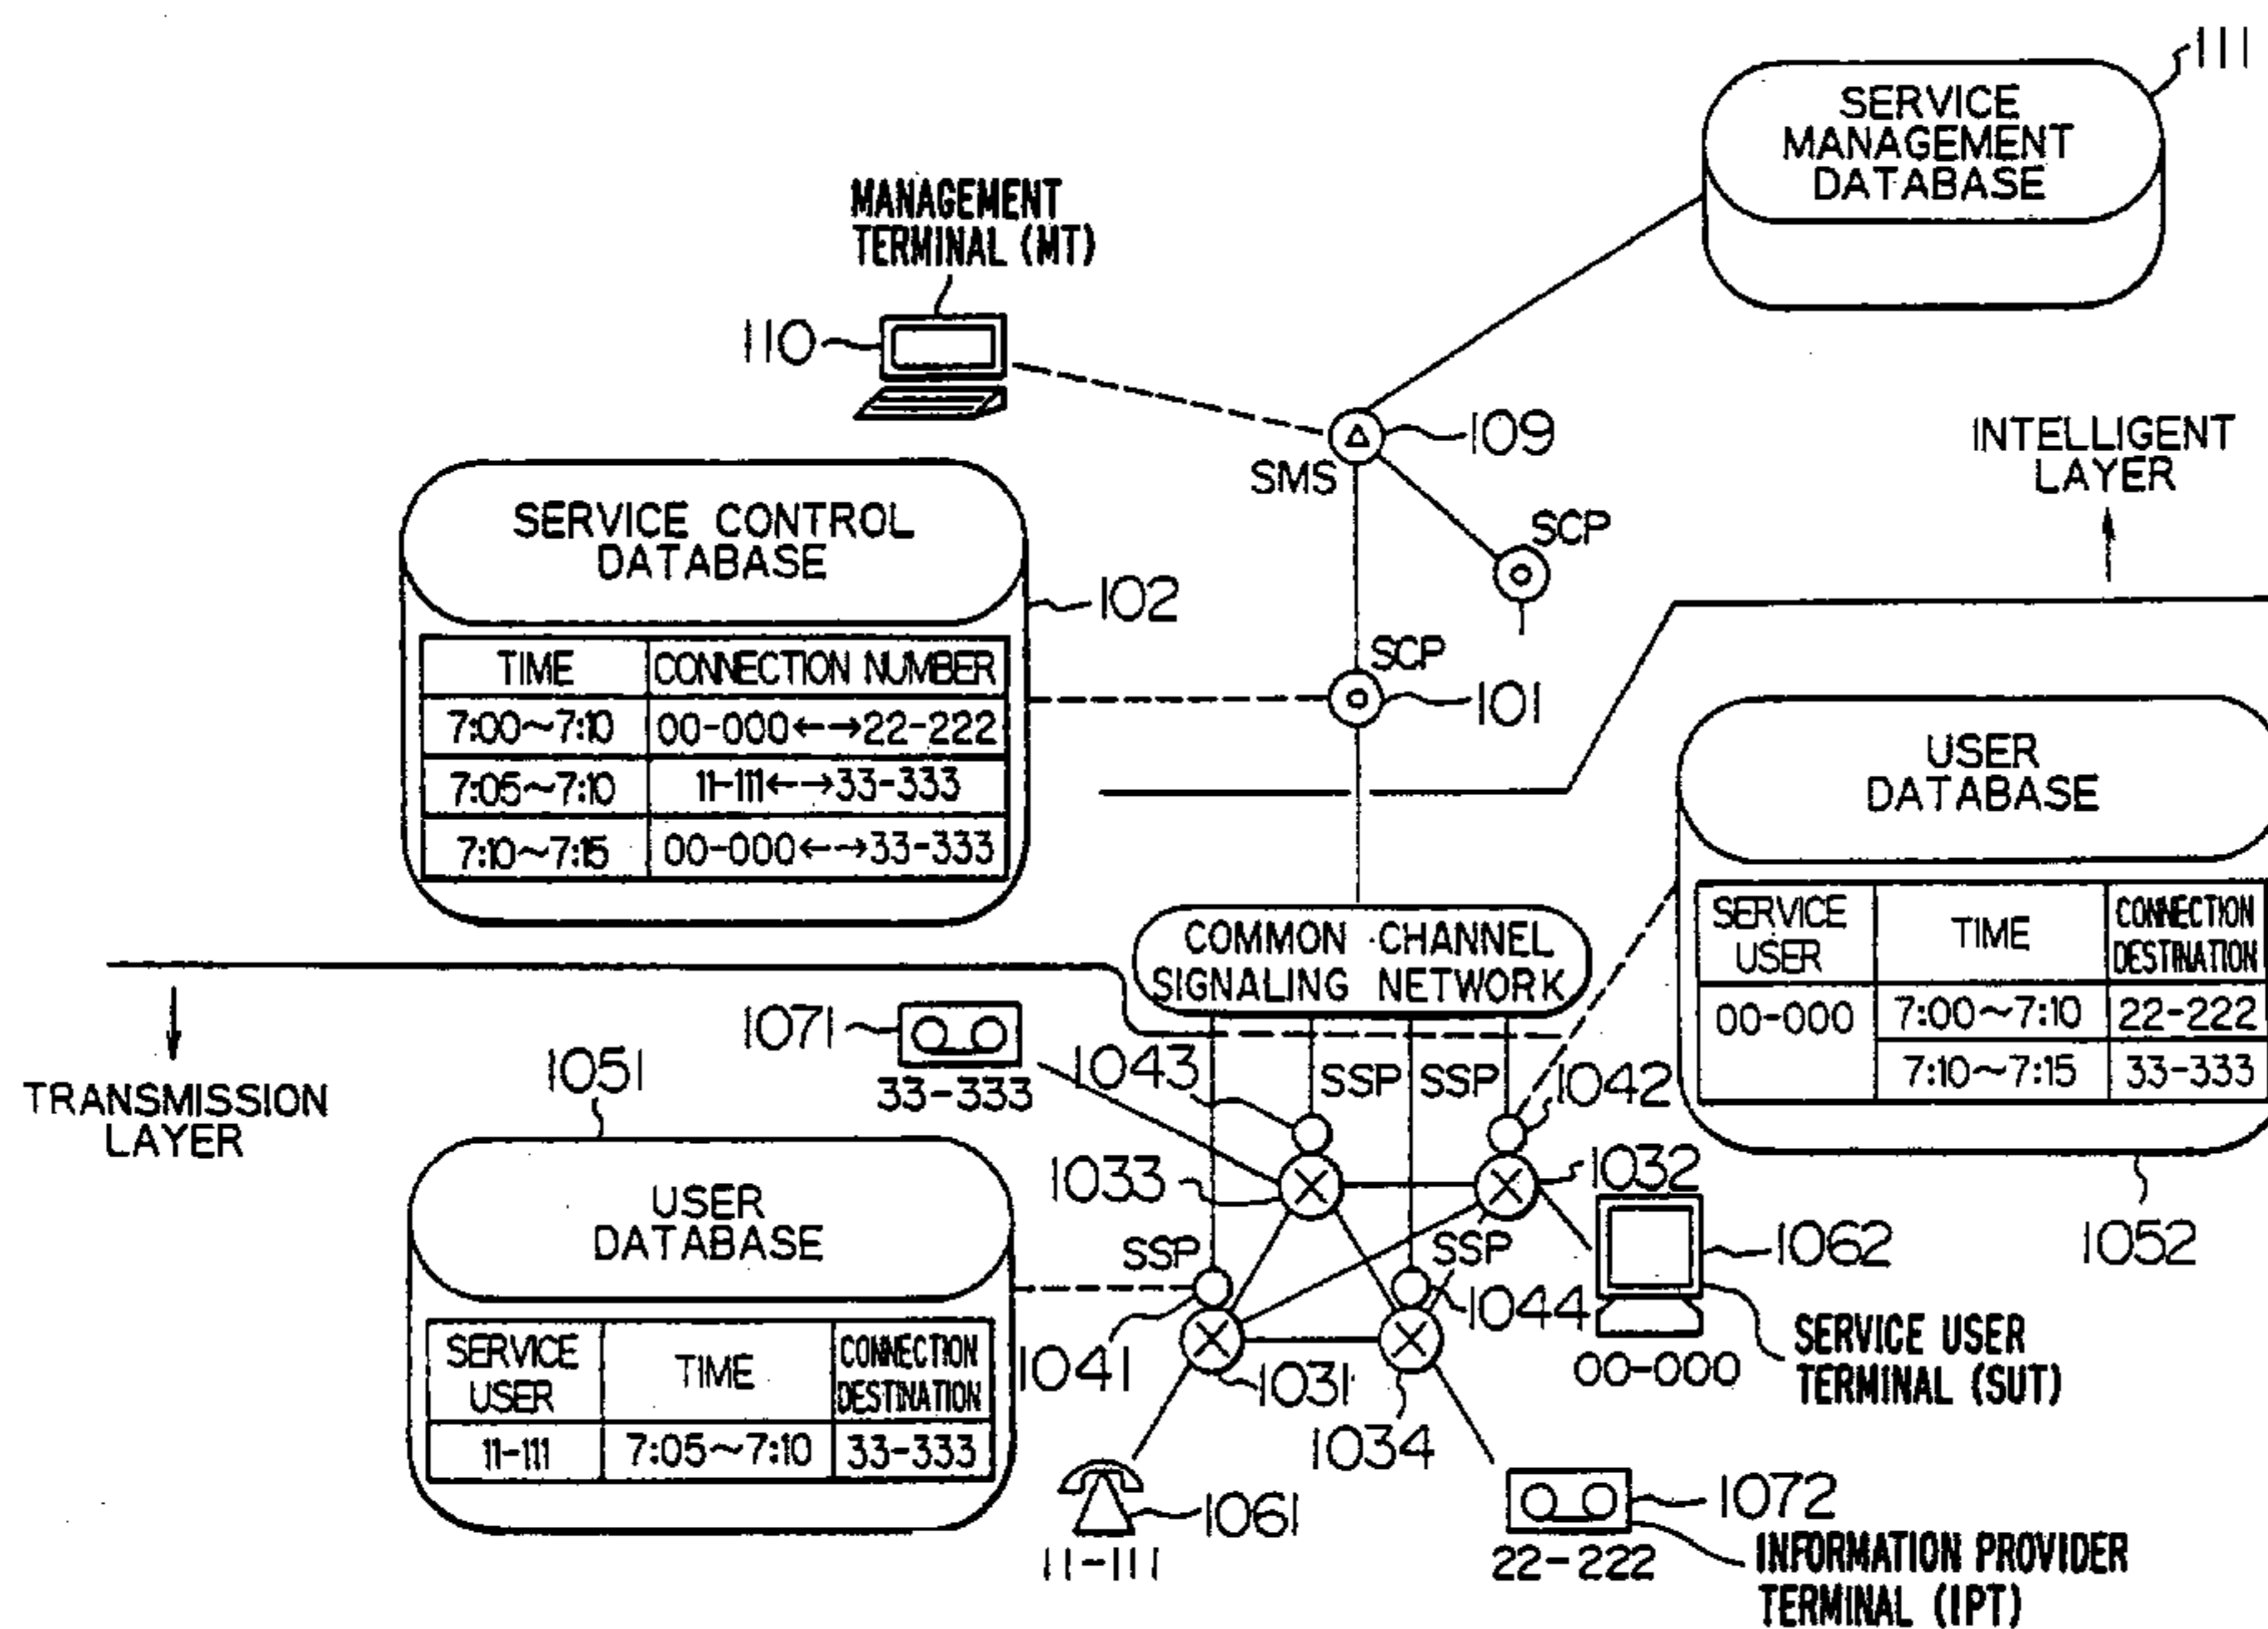 111
SERVICE
MANAGEMENT
DATABASE
MANAGEMENT
TERMINAL (MT)
110
109
SMS
INTELLIGENT
LAYER
SCP
SERVICE CONTROL
DATABASE
102
TIME CONNECTION NUMBER
7:00~7:10 00-000←→22-222
7:05~7:10 11-111←→33-333
7:10~7:15 00-000←→33-333
SCP
101
USER
DATABASE
SERVICE
USER
TIME
CONNECTION
DESTINATION
00-000 7:00~7:10 22-222
7:10~7:15 33-333
1052
COMMON CHANNEL
SIGNALING NETWORK
TRANSMISSION
LAYER
1071
33-333
1043
SSP
SSP
1042
1051
1033
1032
USER
DATABASE
SERVICE
USER
TIME
CONNECTION
DESTINATION
11-111 7:05~7:10 33-333
SSP
SSP
1062
1041
1031
1044
1034
00-000
SERVICE USER
TERMINAL (SUT)
1061
11-111
1072
22-222
INFORMATION PROVIDER
TERMINAL (IPT)